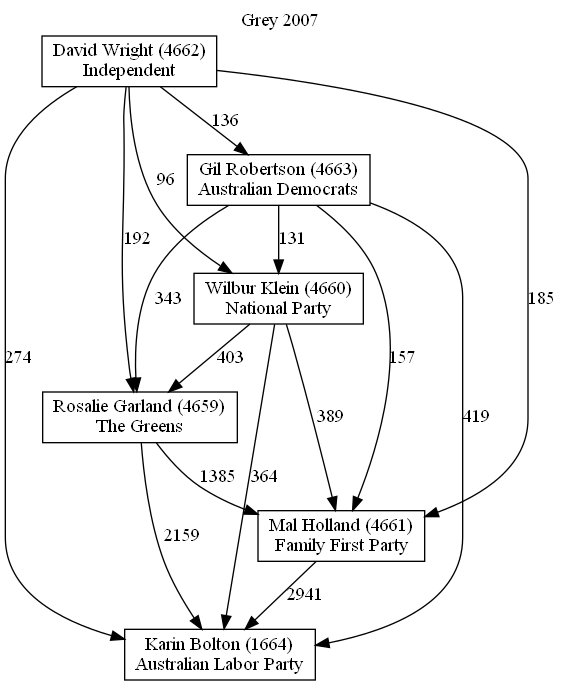 Grey 2007
David Wright (4662)
Independent
136
Gil Robertson (4663)
Australian Democrats
96
192
131
Wilbur Klein (4660)
National Party
343
185
274
403
157
Rosalie Garland (4659)
The Greens
389
419
1385
364
Mal Holland (4661)
Family First Party
2159
2941
Karin Bolton (1664)
Australian Labor Party